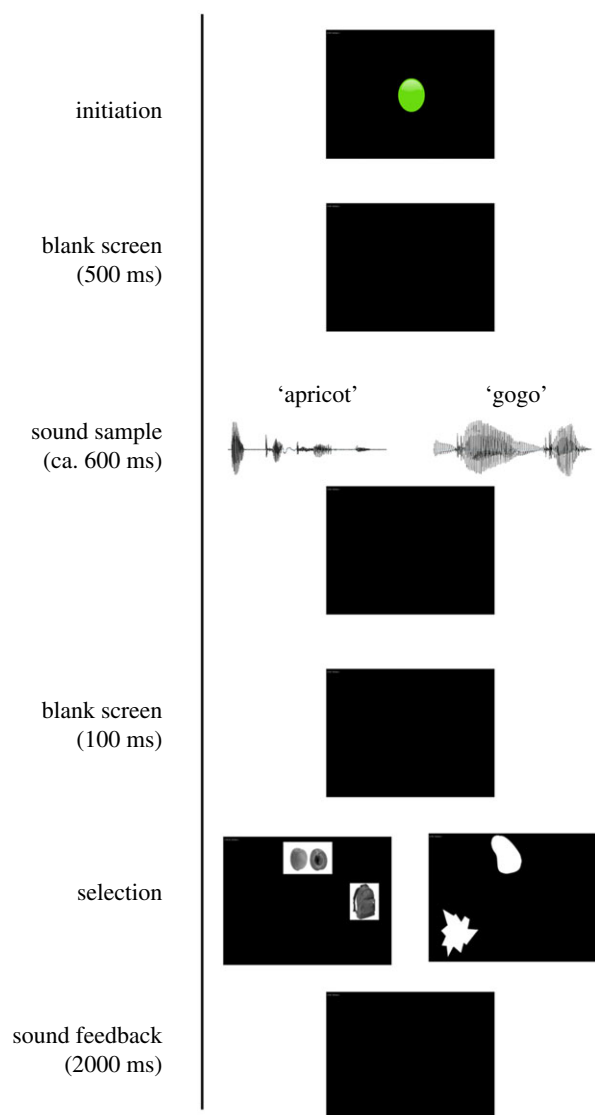 initiation
blank screen
(500 ms)
‘apricot’ ‘gogo’
sound sample
(ca. 600 ms)
blank screen
(100 ms)
selection
sound feedback
(2000 ms)